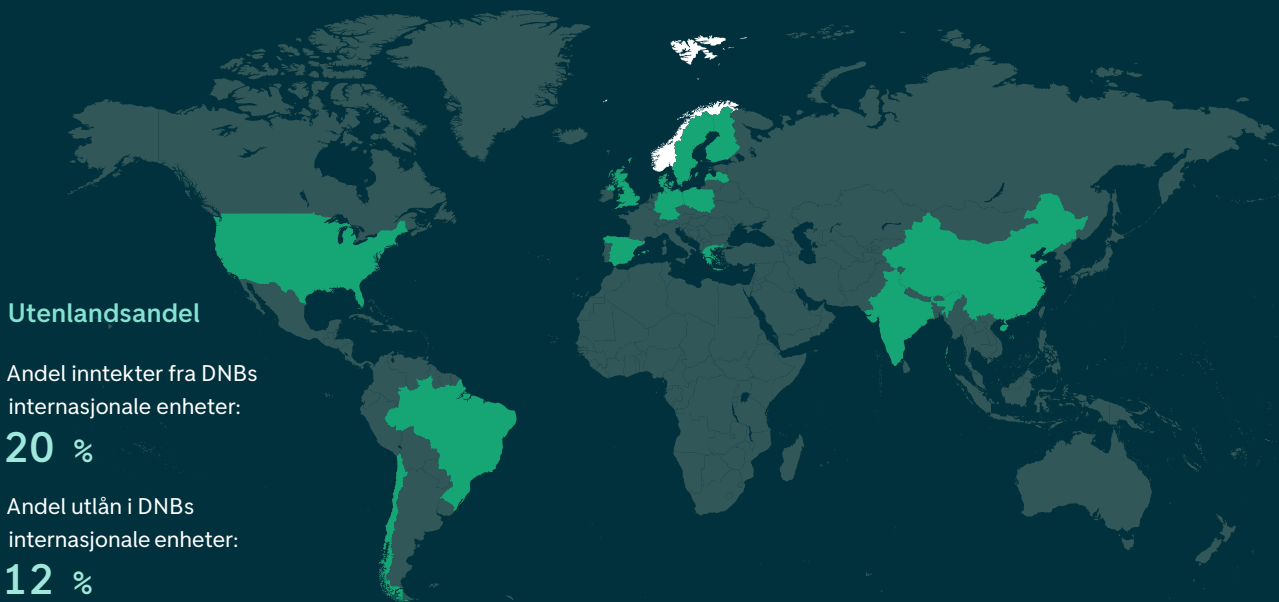 Utenlandsandel
Andel inntekter fra DNBs
internasjonale enheter:
20 %
Andel utlån i DNBs
internasjonale enheter:
12 %